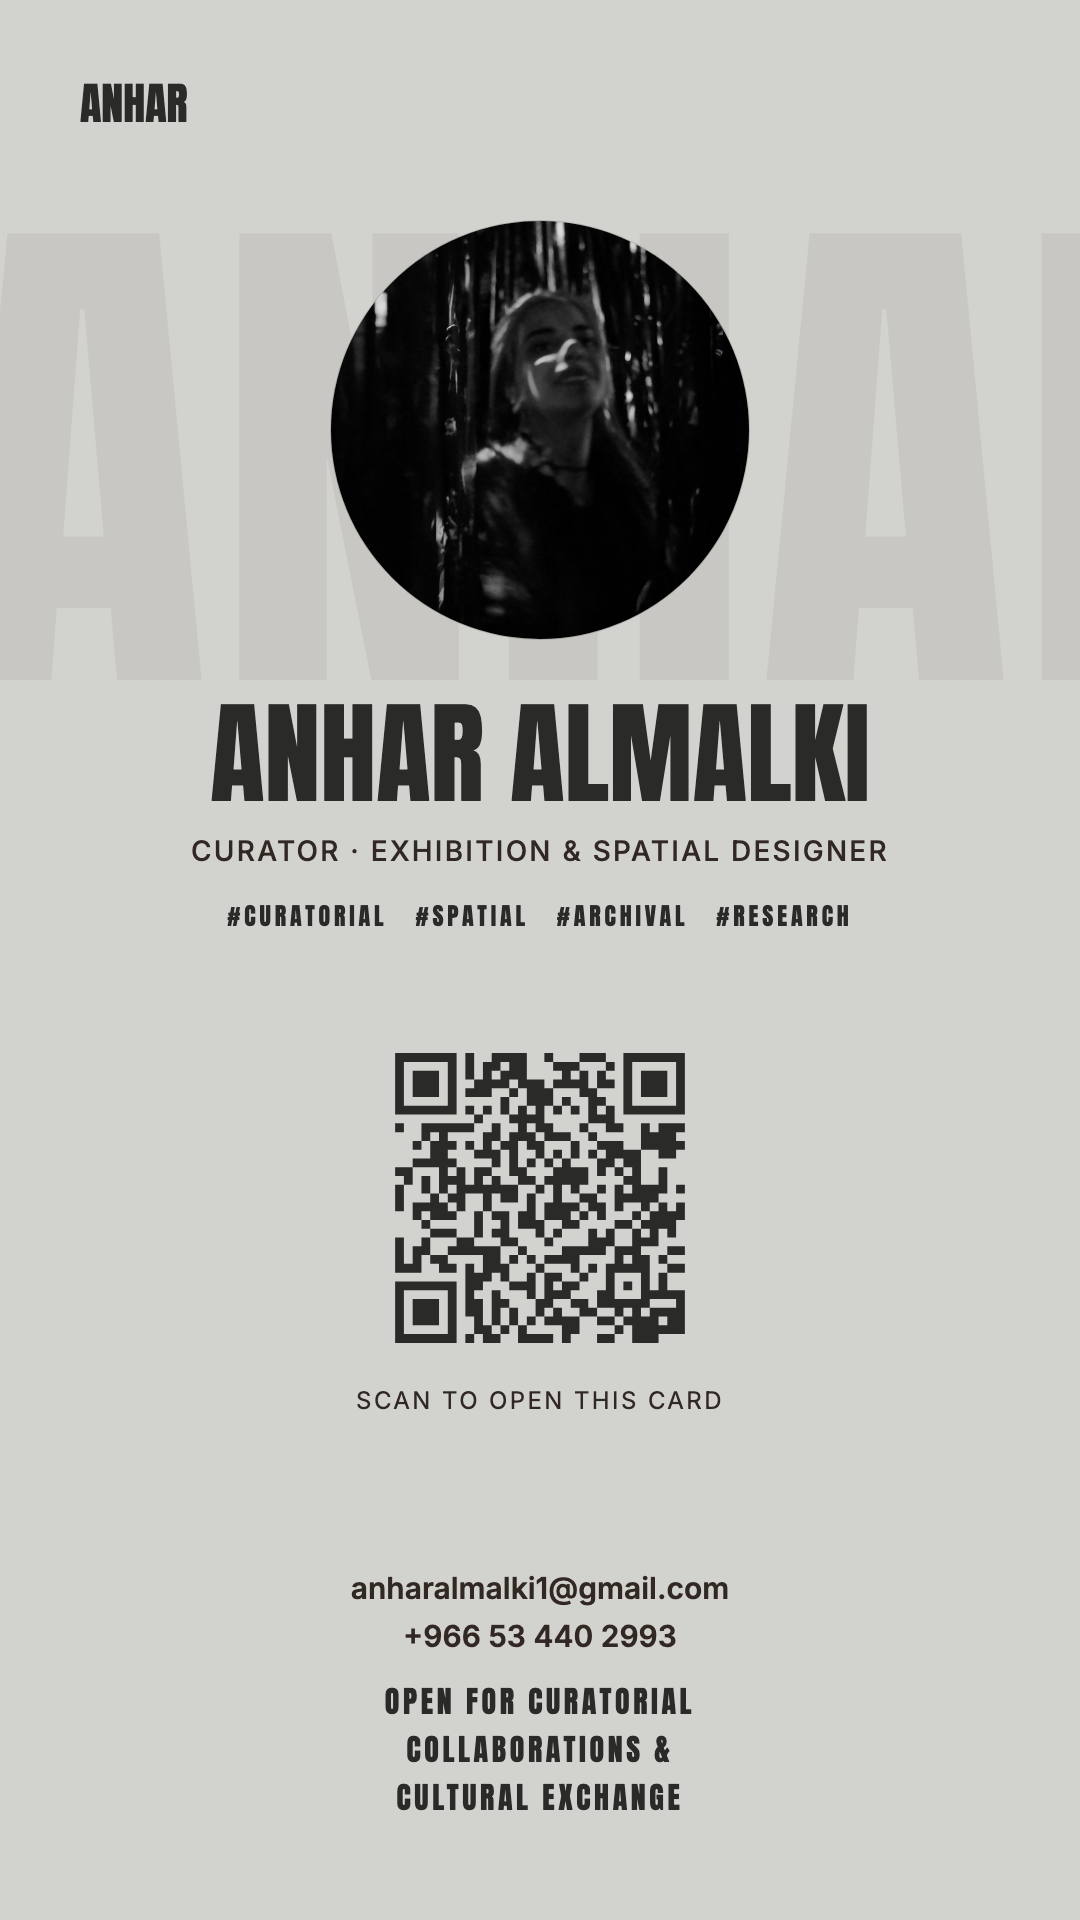 ANHAR
ANHAR ALMALKI
CURATOR · EXHIBITION & SPATIAL DESIGNER
#CURATORIAL #SPATIAL #ARCHIVAL #RESEARCH
SCAN TO OPEN THIS CARD
anharalmalki1@gmail.com
+966 53 440 2993
OPEN FOR CURATORIAL
COLLABORATIONS &
CULTURAL EXCHANGE